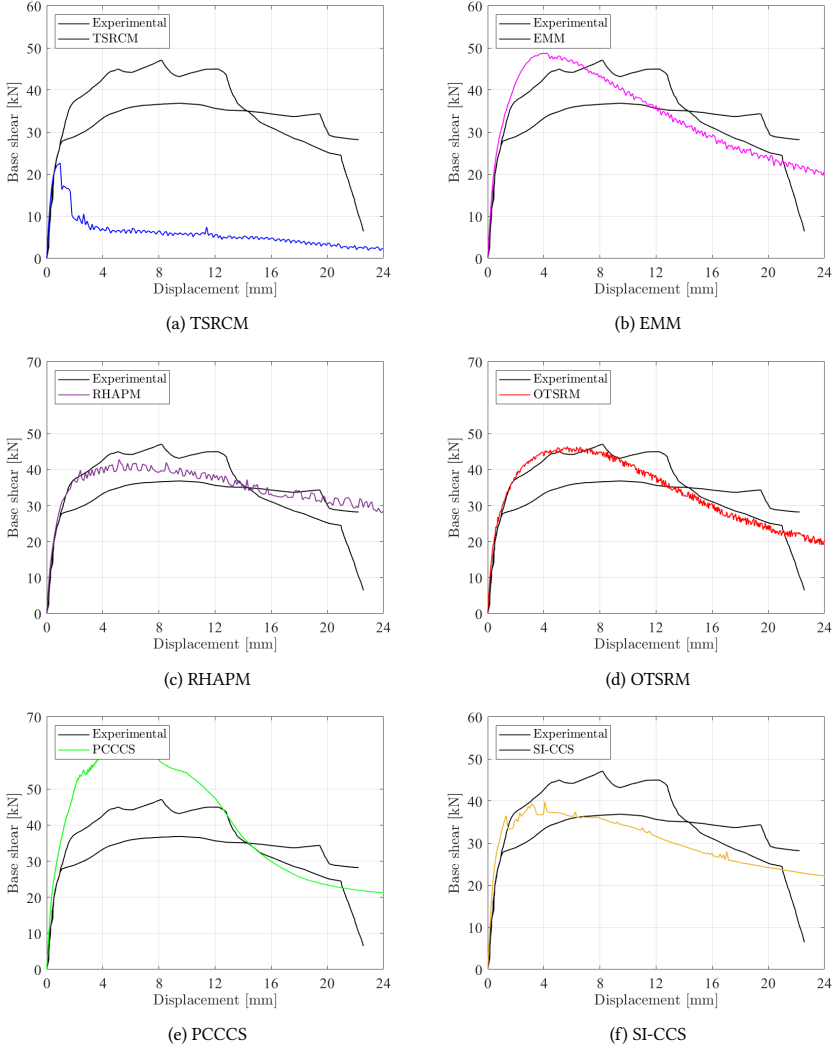 60
50
40
30
20
10
0
Base shear [kN]
Experimental
TSRCM
0 4 8 12 16 20 24
Displacement [mm]
(a) TSRCM
60
50
40
30
20
10
0
Base shear [kN]
Experimental
EMM
0 4 8 12 16 20 24
Displacement [mm]
(b) EMM
70
60
50
40
30
20
10
0
Base shear [kN]
Experimental
RHAPM
0 4 8 12 16 20 24
Displacement [mm]
(c) RHAPM
70
60
50
40
30
20
10
0
Base shear [kN]
Experimental
OTSRM
0 4 8 12 16 20 24
Displacement [mm]
(d) OTSRM
70
60
50
40
30
20
10
0
Base shear [kN]
Experimental
PCCCS
0 4 8 12 16 20 24
Displacement [mm]
(e) PCCCS
60
50
40
30
20
10
0
Base shear [kN]
Experimental
SI-CCS
0 4 8 12 16 20 24
Displacement [mm]
(f) SI-CCS